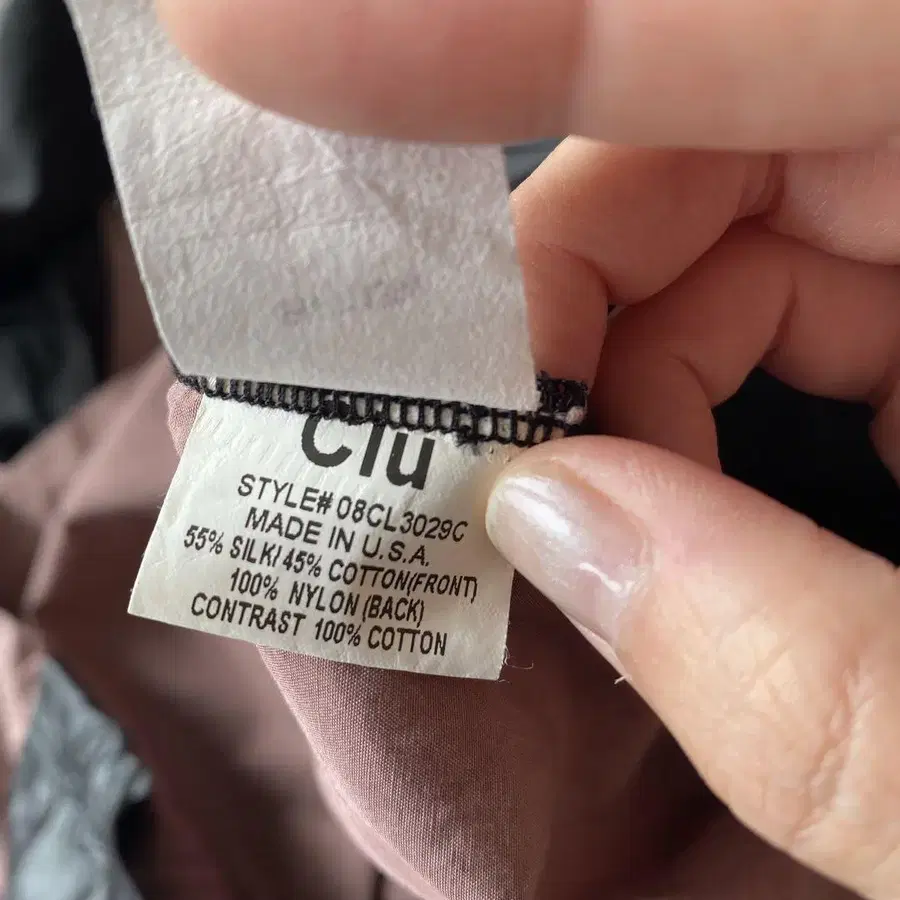 Clu
STYLE# 08CL3029C
MADE IN U.S.A.
55% SILK/ 45% COTTON(FRONT)
100% NYLON (BACK)
CONTRAST 100% COTTON